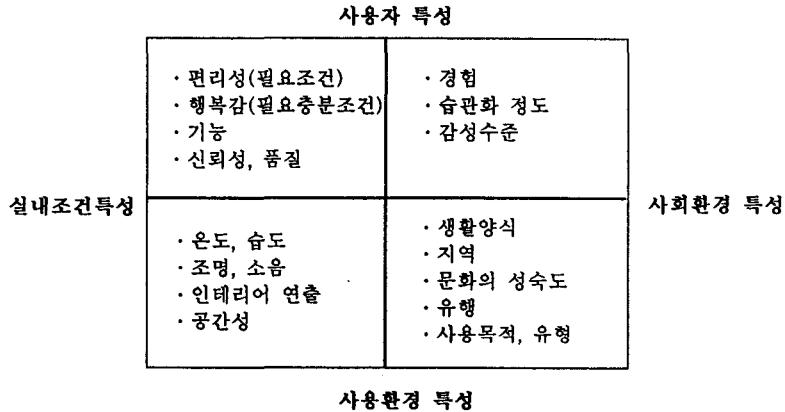 사용자 특성
· 편리성(필요조건)
· 행복감(필요충분조건)
· 기능
· 신뢰성, 품질
· 경험
· 습관화 정도
· 감성수준
실내조건특성
사회환경 특성
· 온도, 습도
· 조명, 소음
· 인테리어 연출
· 공간성
· 생활양식
· 지역
· 문화의 성숙도
· 유행
· 사용목적, 유형
사용환경 특성